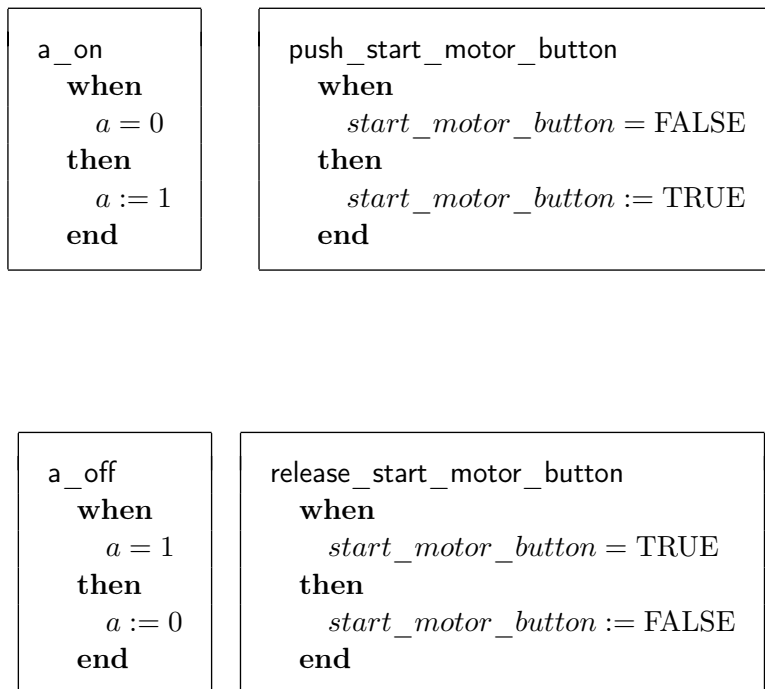 a_on
when
a = 0
then
a := 1
end
push_start_motor_button
when
start_motor_button = FALSE
then
start_motor_button := TRUE
end
a_off
when
a = 1
then
a := 0
end
release_start_motor_button
when
start_motor_button = TRUE
then
start_motor_button := FALSE
end